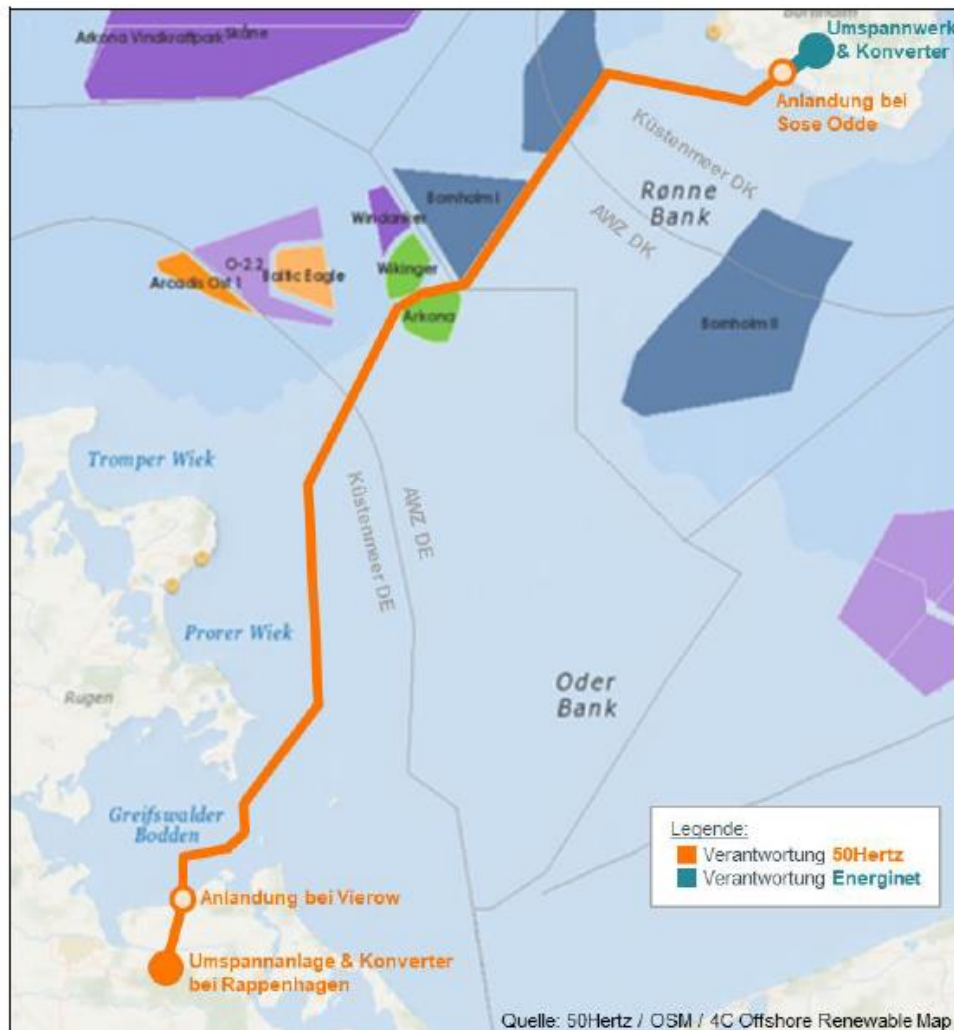 Arkona Vindkraftpark
Skåne
Bornholm
Umspannwerk
& Konverter
Anlandung bei
Sose Odde
Küstenmeer DK
Rønne
Bank
AWZ DK
Bornholm I
Windanker
Wikinger
O-2.2
Baltic Eagle
Arcadis Ost 1
Arkona
Bornholm II
Tromper Wiek
Küstenmeer DE
AWZ DE
Prorer Wiek
Rugen
Oder
Bank
Greifswalder
Bodden
Legende:
Verantwortung 50Hertz
Verantwortung Energinet
Anlandung bei Vierow
Umspannanlage & Konverter
bei Rappenhagen
Quelle: 50Hertz / OSM / 4C Offshore Renewable Map